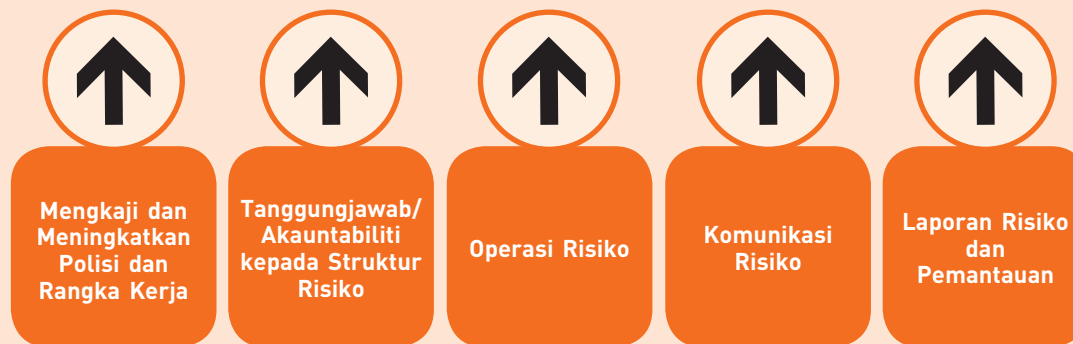 Mengkaji dan
Meningkatkan
Polisi dan
Rangka Kerja
Tanggungjawab/
Akauntabiliti
kepada Struktur
Risiko
Operasi Risiko
Komunikasi
Risiko
Laporan Risiko
dan
Pemantauan